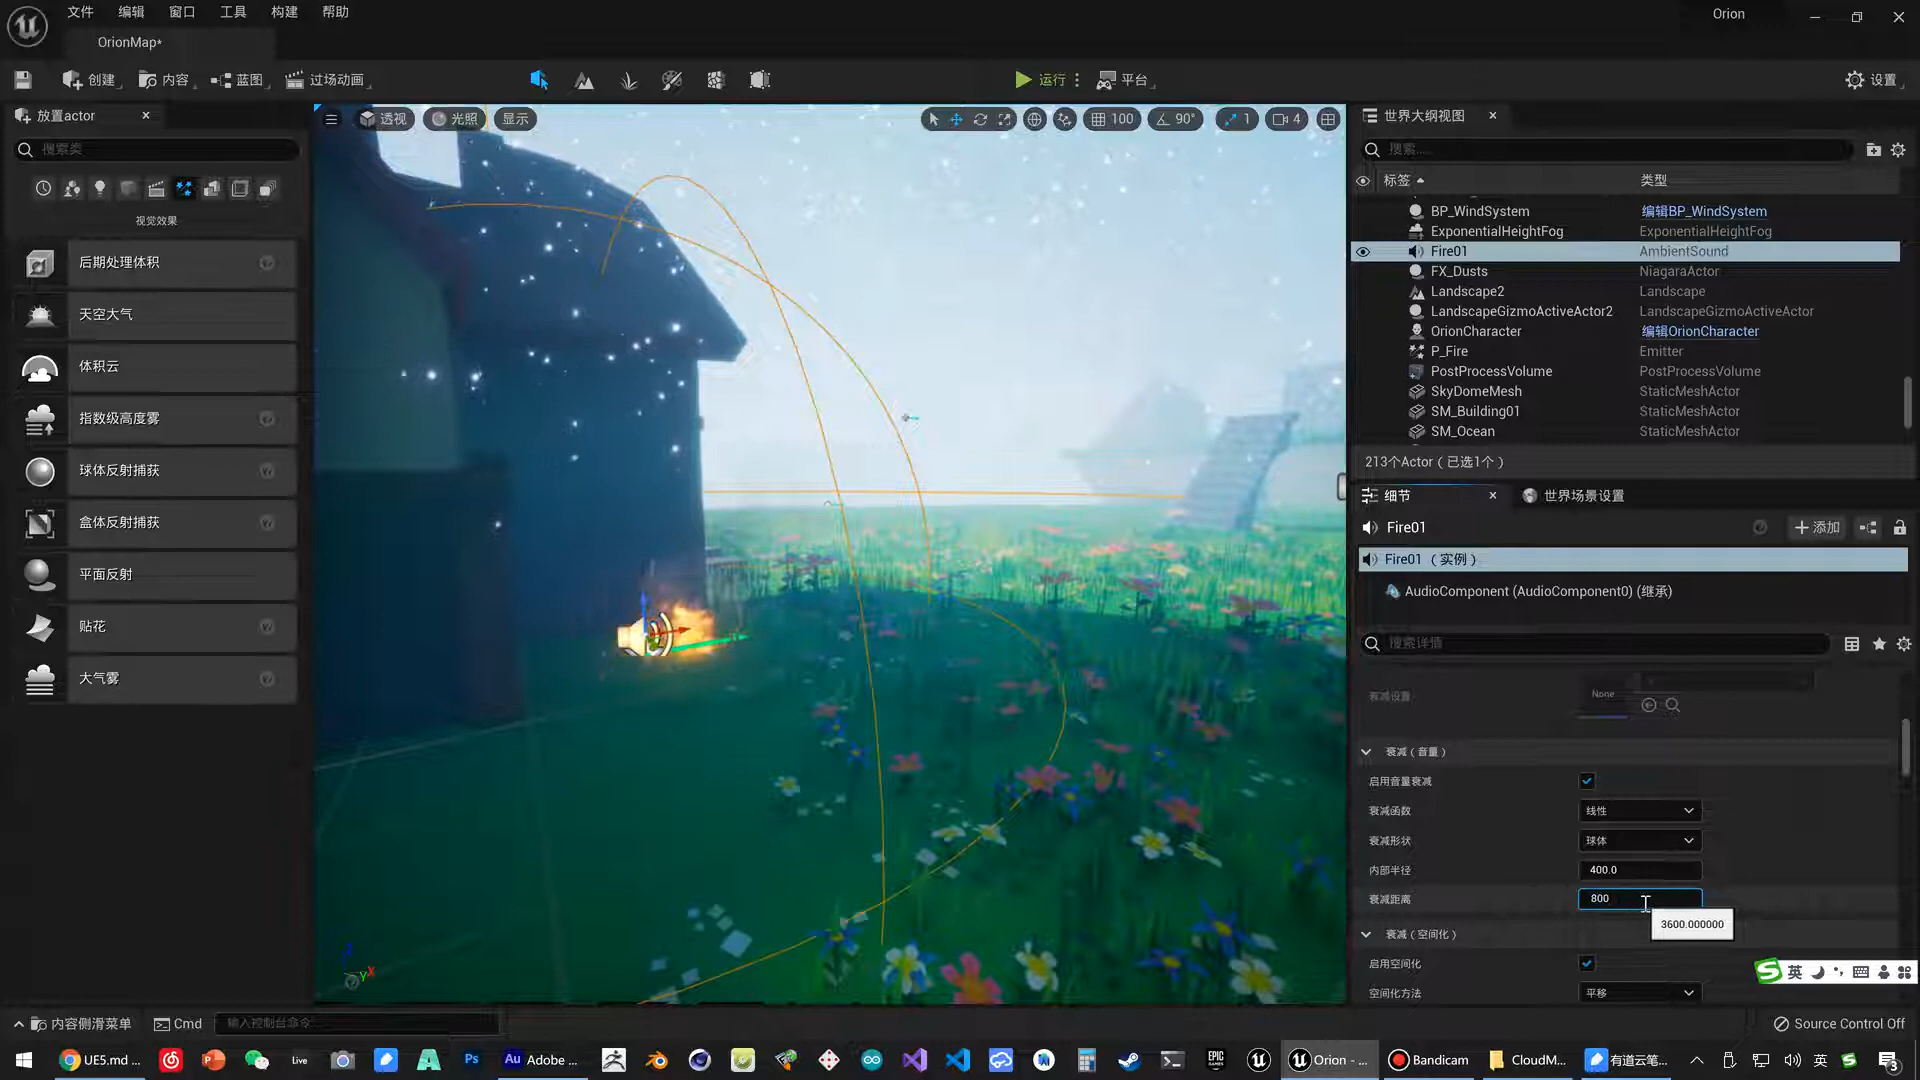 文件 编辑 窗口 工具 构建 帮助
Orion
OrionMap*
创建 内容 蓝图 过场动画
运行 平台
设置
放置actor
搜索类
视觉效果
后期处理体积
天空大气
体积云
指数级高度雾
球体反射捕获
盒体反射捕获
平面反射
贴花
大气雾
透视 光照 显示
100 90° 1 4
世界大纲视图
搜索...
标签 类型
BP_WindSystem 编辑BP_WindSystem
ExponentialHeightFog ExponentialHeightFog
Fire01 AmbientSound
FX_Dusts NiagaraActor
Landscape2 Landscape
LandscapeGizmoActiveActor2 LandscapeGizmoActiveActor
OrionCharacter 编辑OrionCharacter
P_Fire Emitter
PostProcessVolume PostProcessVolume
SkyDomeMesh StaticMeshActor
SM_Building01 StaticMeshActor
SM_Ocean StaticMeshActor
213个Actor（已选1个）
细节 世界场景设置
Fire01 添加
Fire01 （实例）
AudioComponent (AudioComponent0) (继承)
搜索详情
衰减设置 None
衰减（音量）
启用音量衰减
衰减函数 线性
衰减形状 球体
内部半径 400.0
衰减距离 800
3600.000000
衰减（空间化）
启用空间化
空间化方法 平移
英
Z
Y X
内容侧滑菜单 Cmd 输入控制台命令
Source Control Off
UE5.md ... Live Ps Au Adobe ... EPIC GAMES Orion - ... Bandicam CloudM... 有道云笔... 英 3